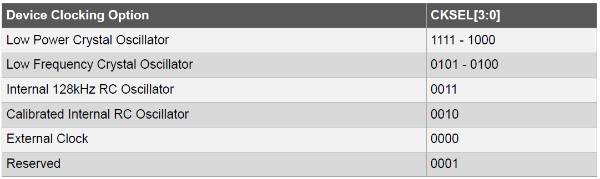 Device Clocking Option CKSEL[3:0]
Low Power Crystal Oscillator 1111 - 1000
Low Frequency Crystal Oscillator 0101 - 0100
Internal 128kHz RC Oscillator 0011
Calibrated Internal RC Oscillator 0010
External Clock 0000
Reserved 0001